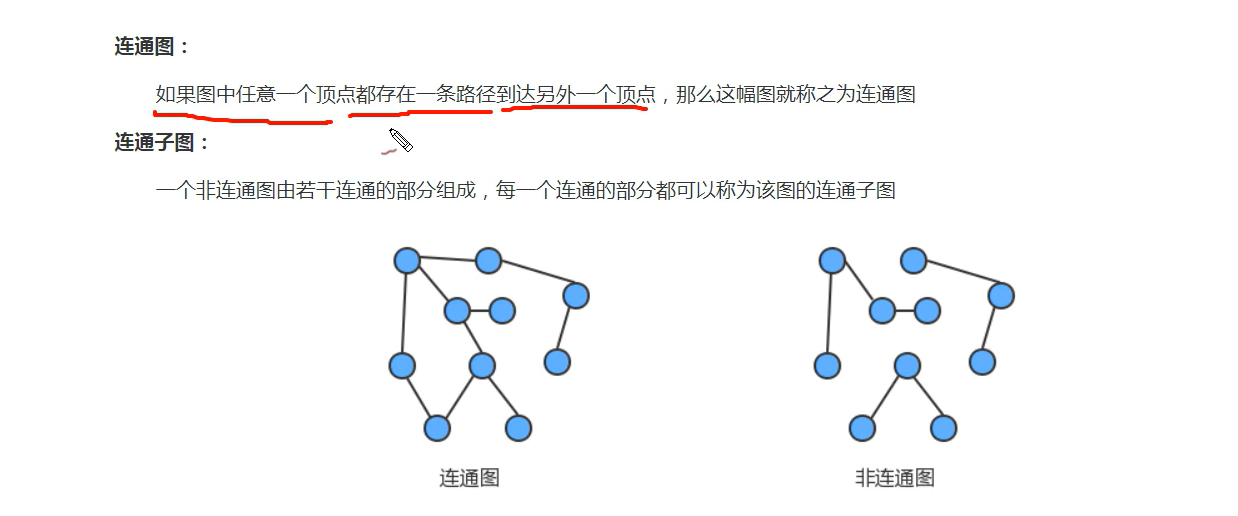 连通图：
如果图中任意一个顶点都存在一条路径到达另外一个顶点，那么这幅图就称之为连通图
连通子图：
一个非连通图由若干连通的部分组成，每一个连通的部分都可以称为该图的连通子图
连通图
非连通图